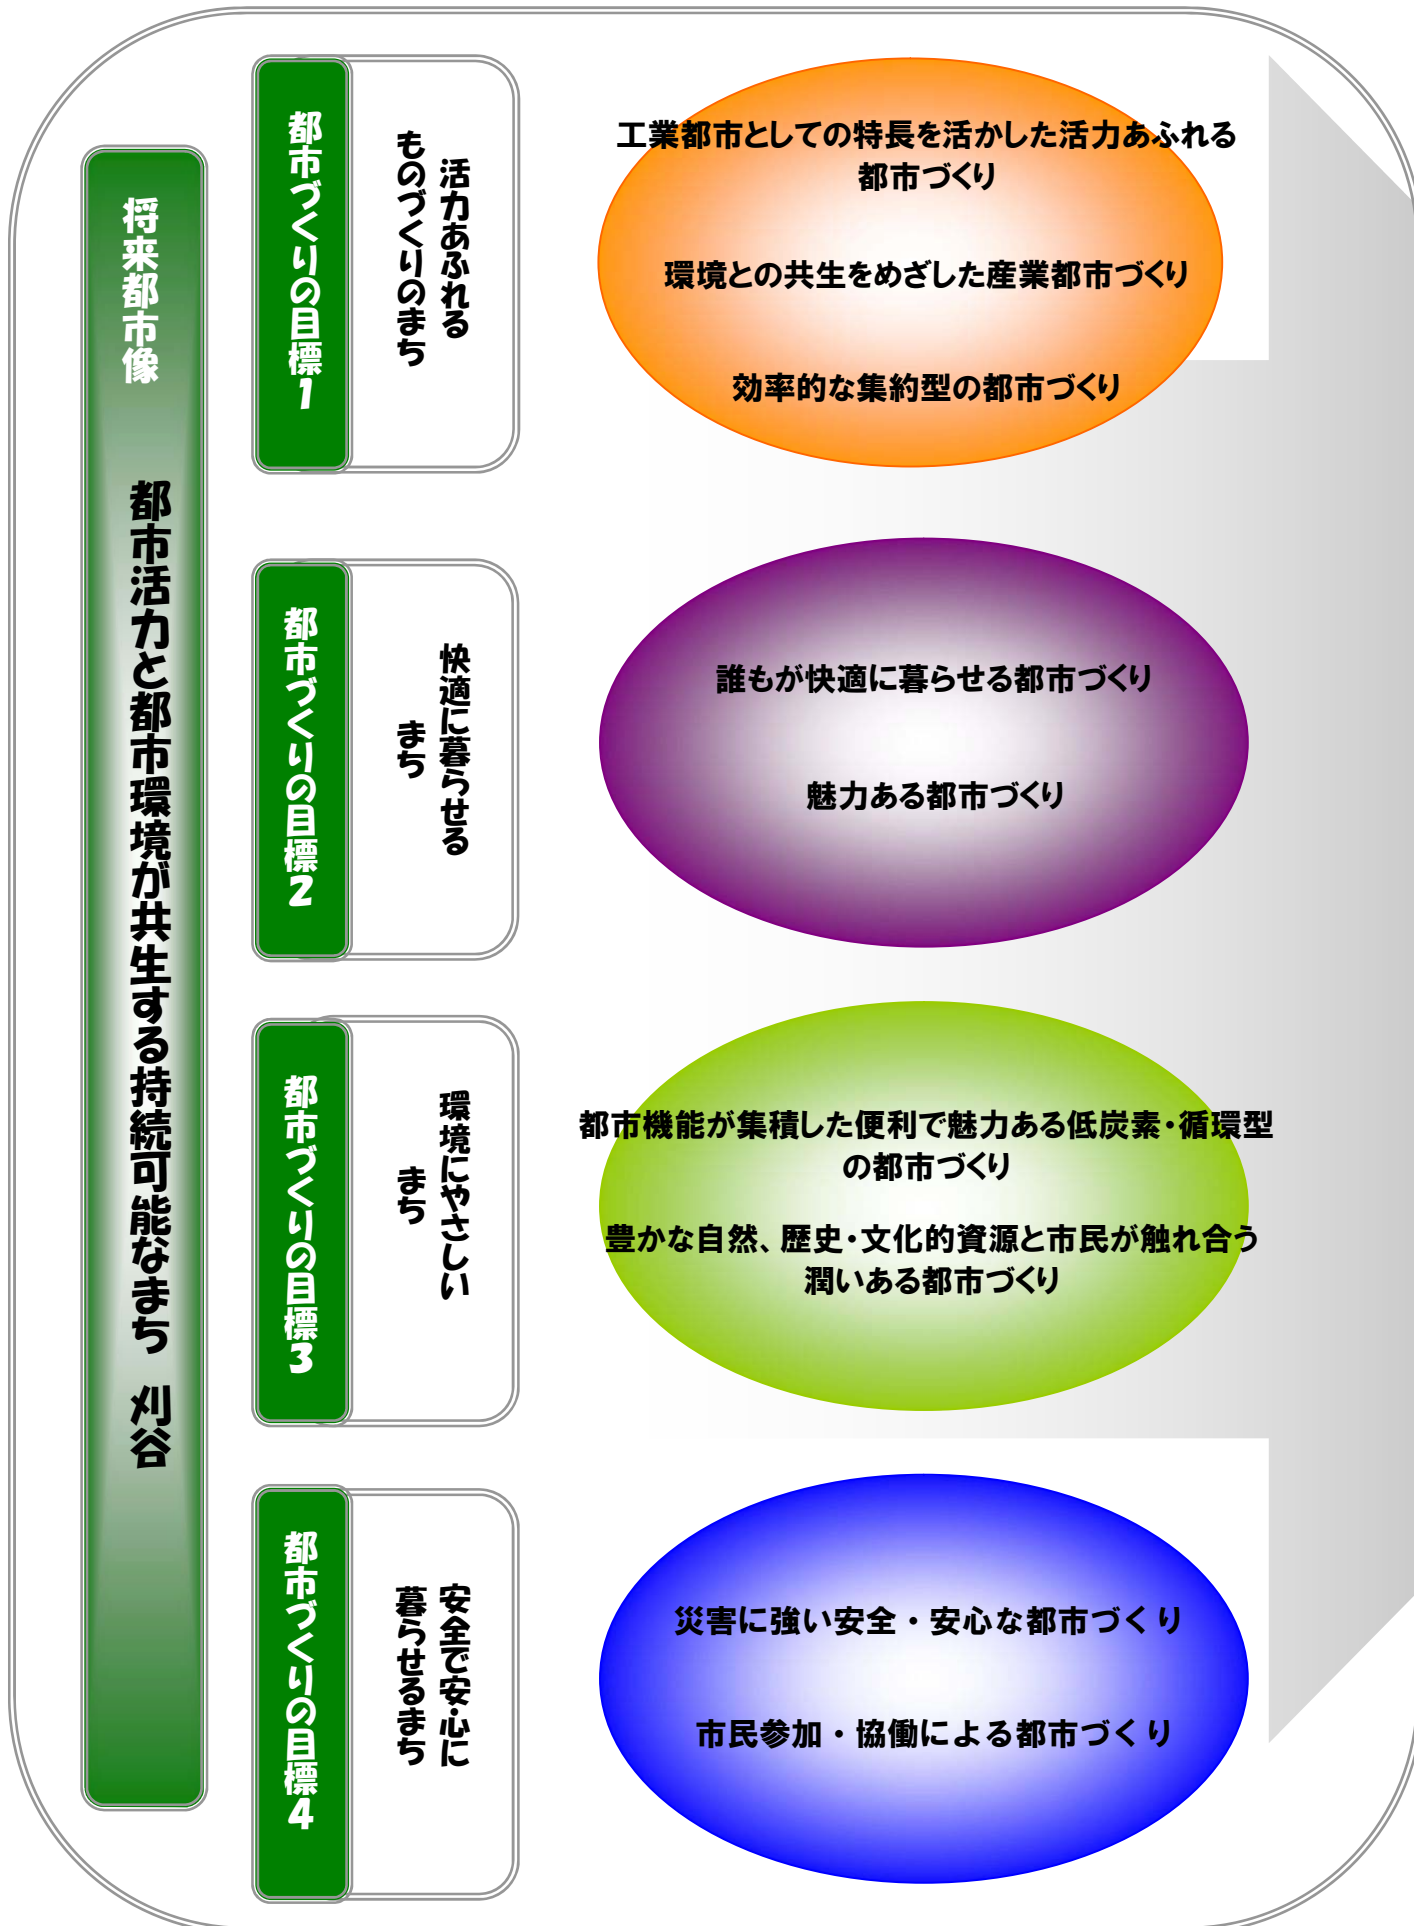 将来都市像
都市活力と都市環境が共生する持続可能なまち 刈谷
都市づくりの目標1
活力あふれる
ものづくりのまち
工業都市としての特長を活かした活力あふれる
都市づくり
環境との共生をめざした産業都市づくり
効率的な集約型の都市づくり
都市づくりの目標2
快適に暮らせる
まち
誰もが快適に暮らせる都市づくり
魅力ある都市づくり
都市づくりの目標3
環境にやさしい
まち
都市機能が集積した便利で魅力ある低炭素・循環型
の都市づくり
豊かな自然、歴史・文化的資源と市民が触れ合う
潤いある都市づくり
都市づくりの目標4
安全で安心に
暮らせるまち
災害に強い安全・安心な都市づくり
市民参加・協働による都市づくり